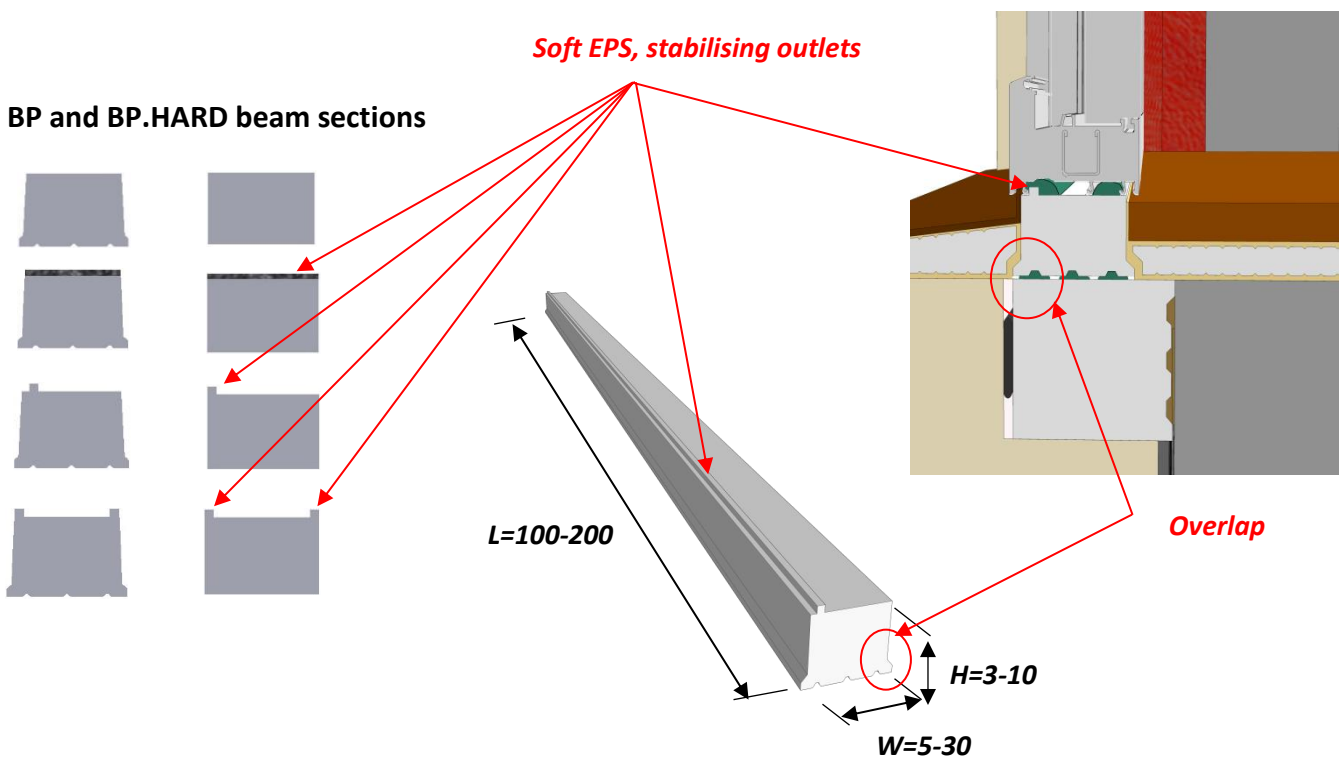 Soft EPS, stabilising outlets
BP and BP.HARD beam sections
L=100-200
Overlap
H=3-10
W=5-30